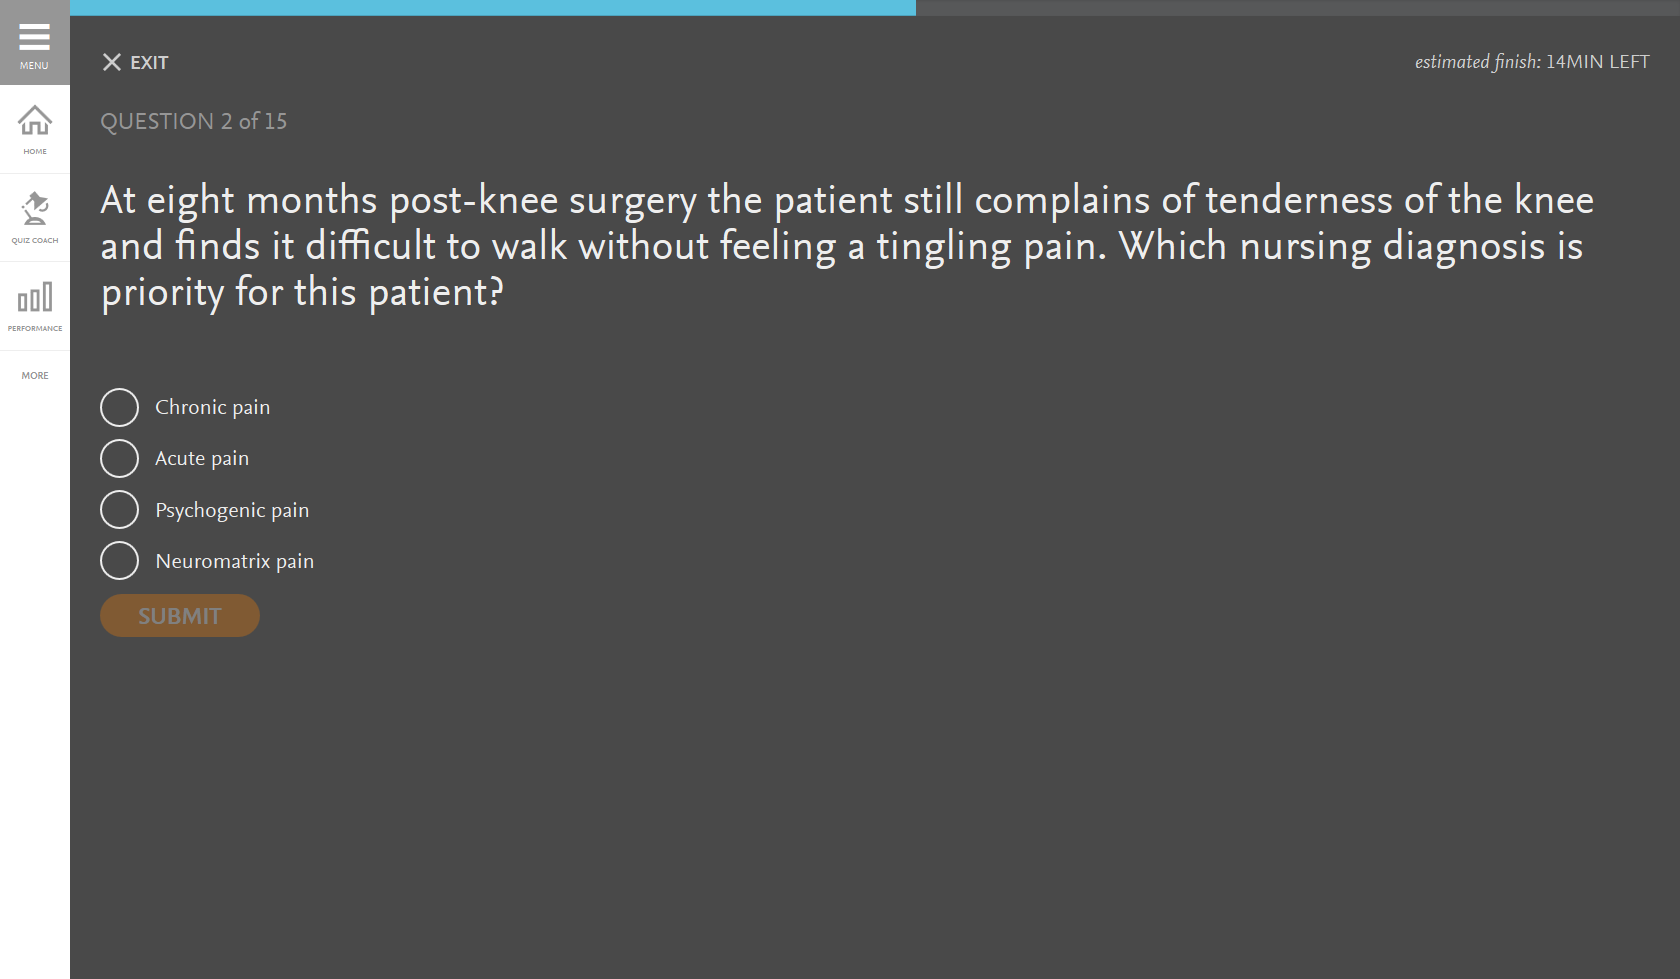 MENU
HOME
QUIZ COACH
PERFORMANCE
MORE
EXIT
estimated finish: 14MIN LEFT
QUESTION 2 of 15
At eight months post-knee surgery the patient still complains of tenderness of the knee
and finds it difficult to walk without feeling a tingling pain. Which nursing diagnosis is
priority for this patient?
Chronic pain
Acute pain
Psychogenic pain
Neuromatrix pain
SUBMIT